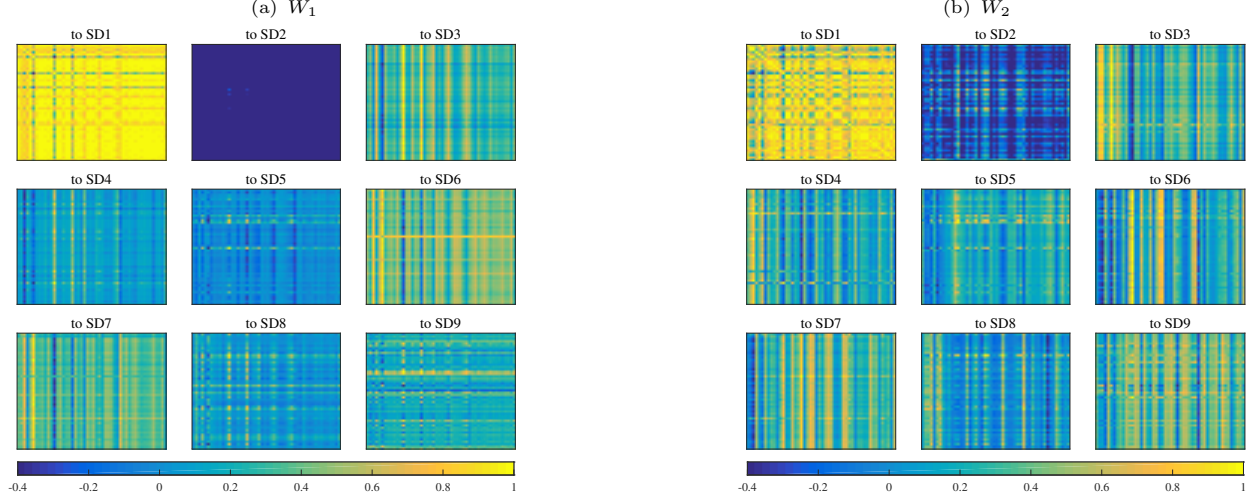 (a) W₁
to SD1 to SD2 to SD3
to SD4 to SD5 to SD6
to SD7 to SD8 to SD9
-0.4 -0.2 0 0.2 0.4 0.6 0.8 1
(b) W₂
to SD1 to SD2 to SD3
to SD4 to SD5 to SD6
to SD7 to SD8 to SD9
-0.4 -0.2 0 0.2 0.4 0.6 0.8 1